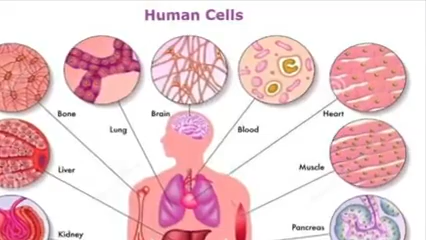 Human Cells
Bone
Lung
Brain
Blood
Heart
Liver
Muscle
Kidney
Pancreas